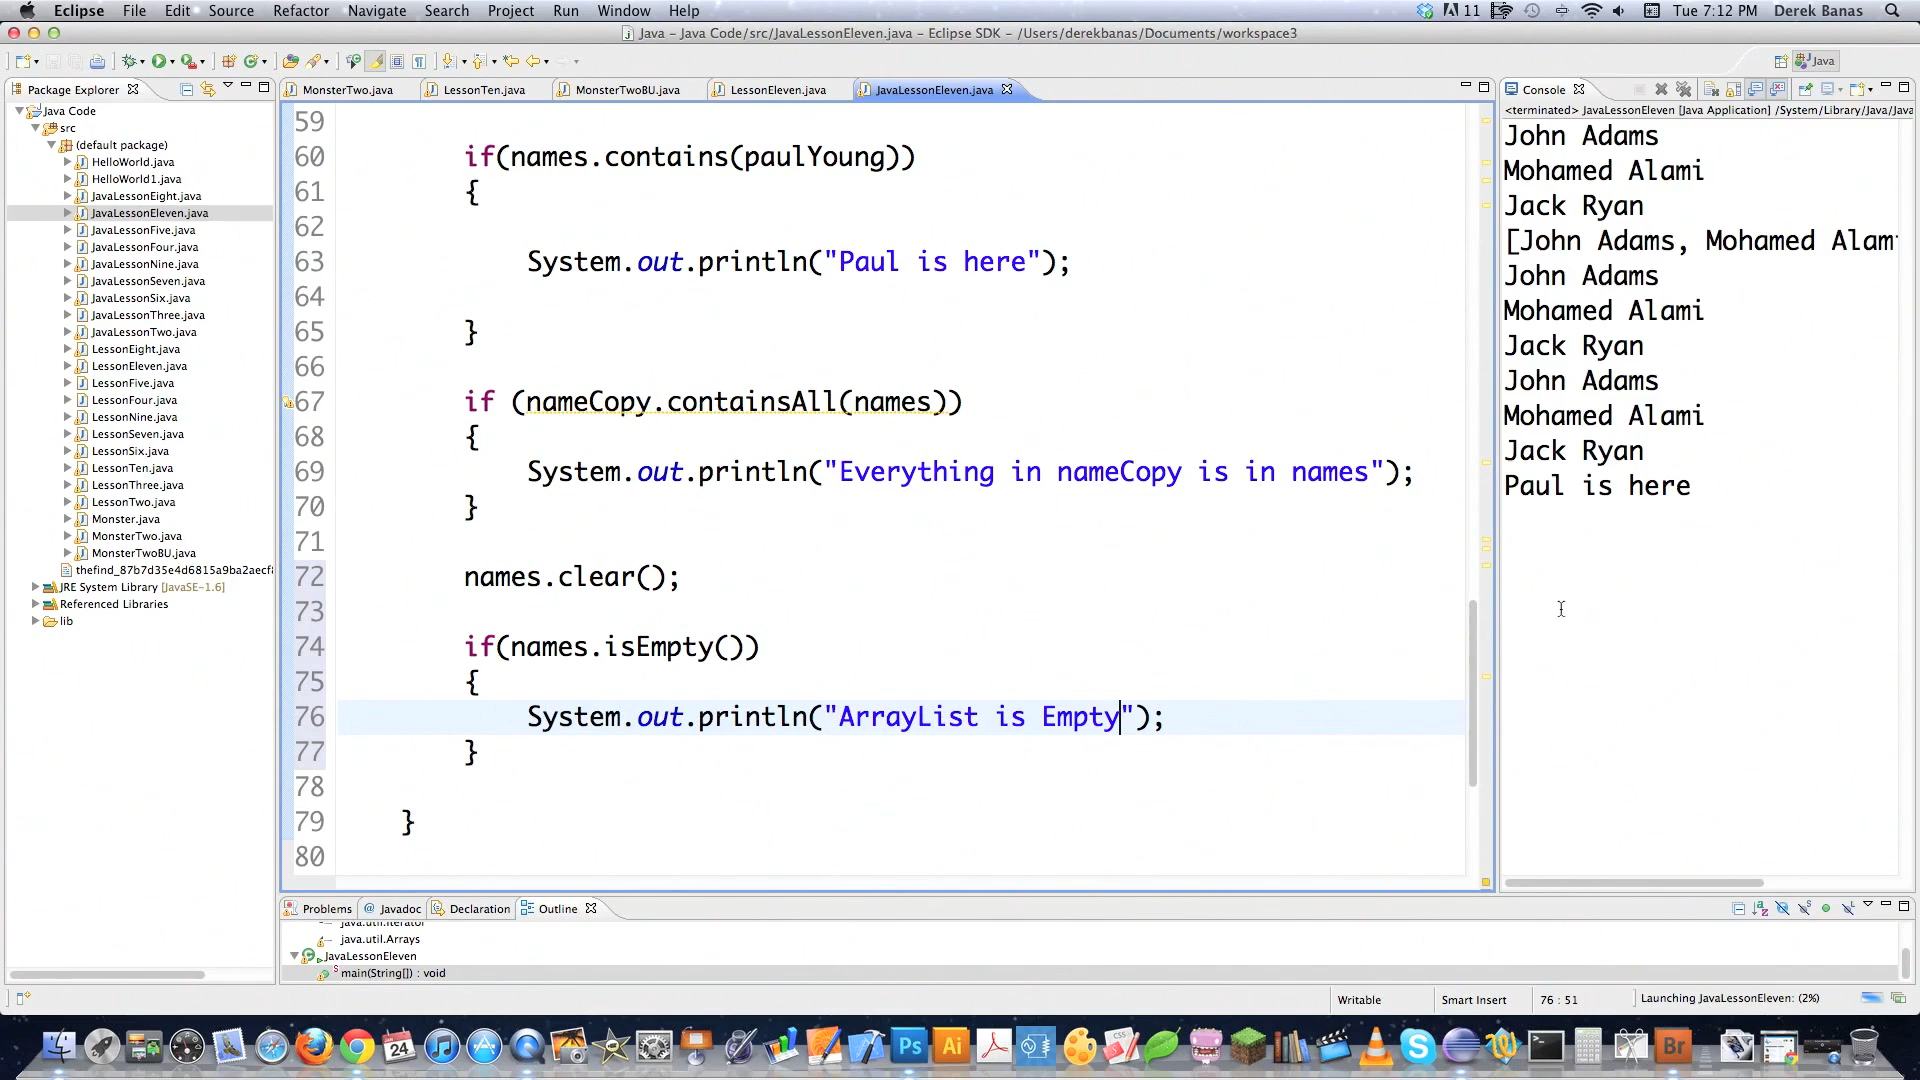 Eclipse File Edit Source Refactor Navigate Search Project Run Window Help 11 Tue 7:12 PM Derek Banas
Java – Java Code/src/JavaLessonEleven.java – Eclipse SDK – /Users/derekbanas/Documents/workspace3
Java
Package Explorer
Java Code
src
(default package)
HelloWorld.java
HelloWorld1.java
JavaLessonEight.java
JavaLessonEleven.java
JavaLessonFive.java
JavaLessonFour.java
JavaLessonNine.java
JavaLessonSeven.java
JavaLessonSix.java
JavaLessonThree.java
JavaLessonTwo.java
LessonEight.java
LessonEleven.java
LessonFive.java
LessonFour.java
LessonNine.java
LessonSeven.java
LessonSix.java
LessonTen.java
LessonThree.java
LessonTwo.java
Monster.java
MonsterTwo.java
MonsterTwoBU.java
thefind_87b7d35e4d6815a9ba2aecf8
JRE System Library [JavaSE-1.6]
Referenced Libraries
lib
MonsterTwo.java LessonTen.java MonsterTwoBU.java LessonEleven.java JavaLessonEleven.java
59
60 if(names.contains(paulYoung))
61 {
62
63 System.out.println("Paul is here");
64
65 }
66
67 if (nameCopy.containsAll(names))
68 {
69 System.out.println("Everything in nameCopy is in names");
70 }
71
72 names.clear();
73
74 if(names.isEmpty())
75 {
76 System.out.println("ArrayList is Empty");
77 }
78
79 }
80
Console
<terminated> JavaLessonEleven [Java Application] /System/Library/Java/Java
John Adams
Mohamed Alami
Jack Ryan
[John Adams, Mohamed Alam
John Adams
Mohamed Alami
Jack Ryan
John Adams
Mohamed Alami
Jack Ryan
Paul is here
Problems @ Javadoc Declaration Outline
java.util.Iterator
java.util.Arrays
JavaLessonEleven
main(String[]) : void
Writable Smart Insert 76 : 51 Launching JavaLessonEleven: (2%)
24 Ps Ai Br